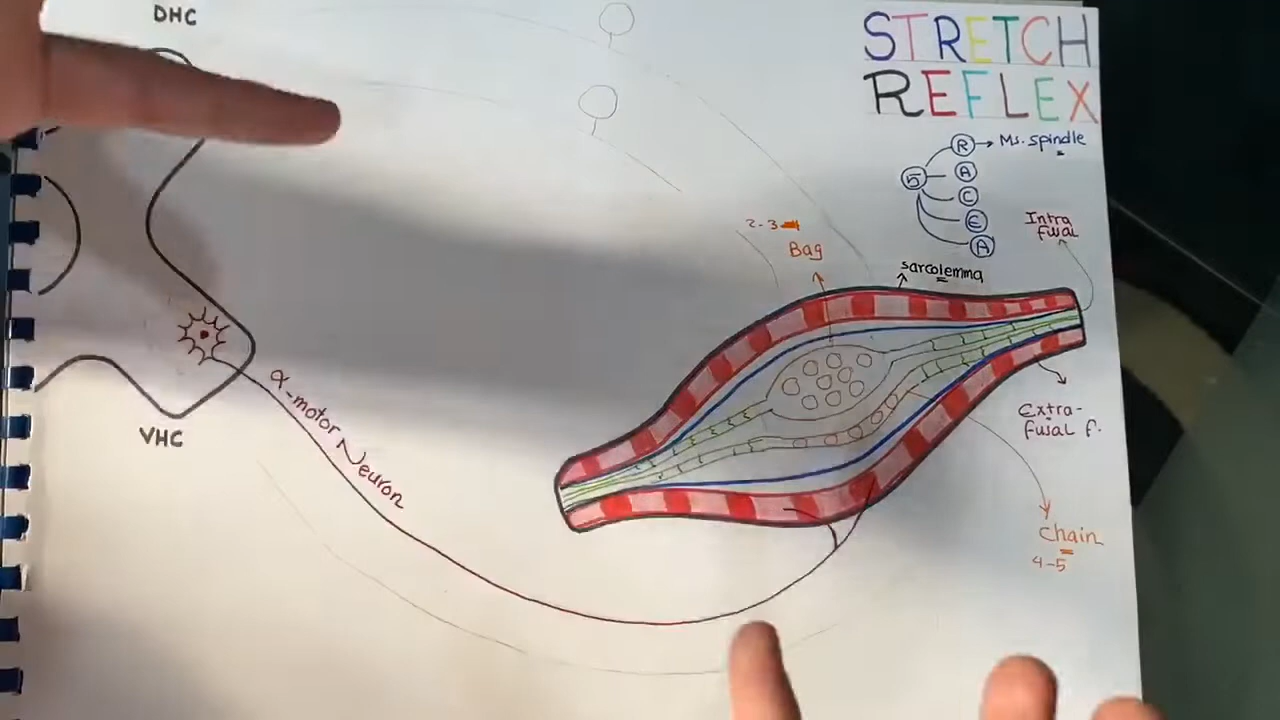 DHC
STRETCH
REFLEX
5
R → Ms. spindle
A
C
E
A
Intra
fusal
2-3
Bag
sarcolemma
α-motor Neuron
VHC
Extra-
fusal f.
Chain
4-5